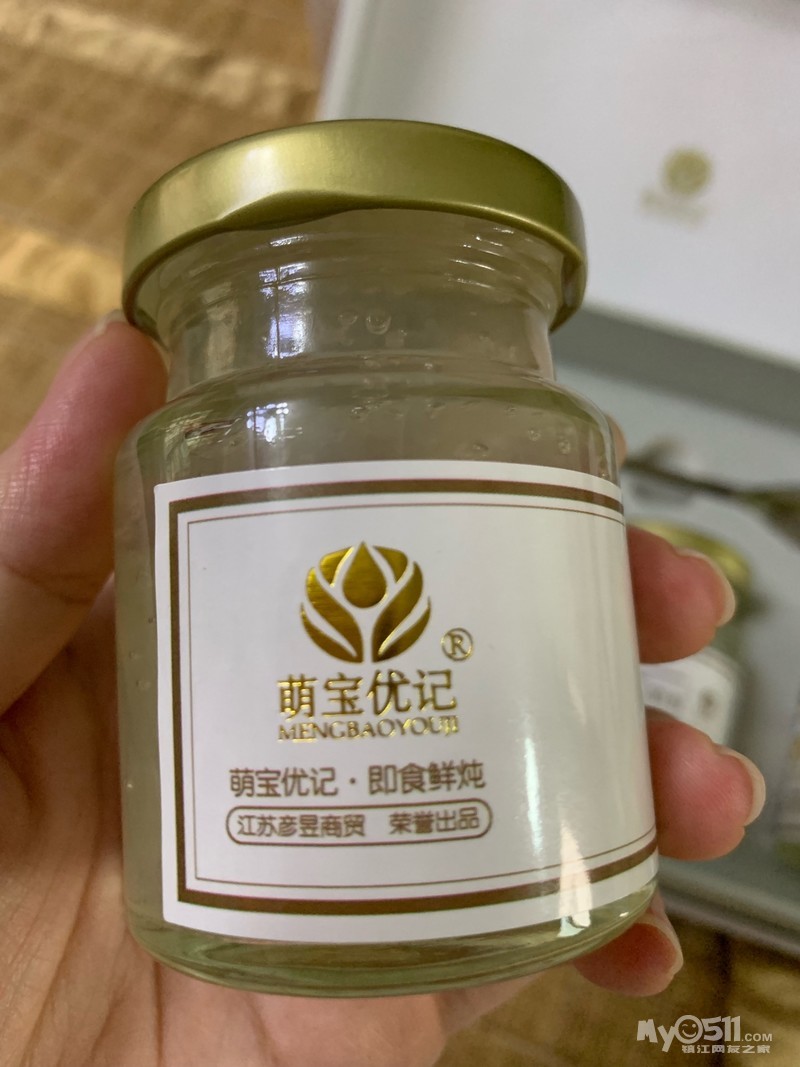 ®
萌宝优记
MENGBAOYOUJI
萌宝优记·即食鲜炖
江苏彦昱商贸 荣誉出品
My0511.COM
镇江网友之家